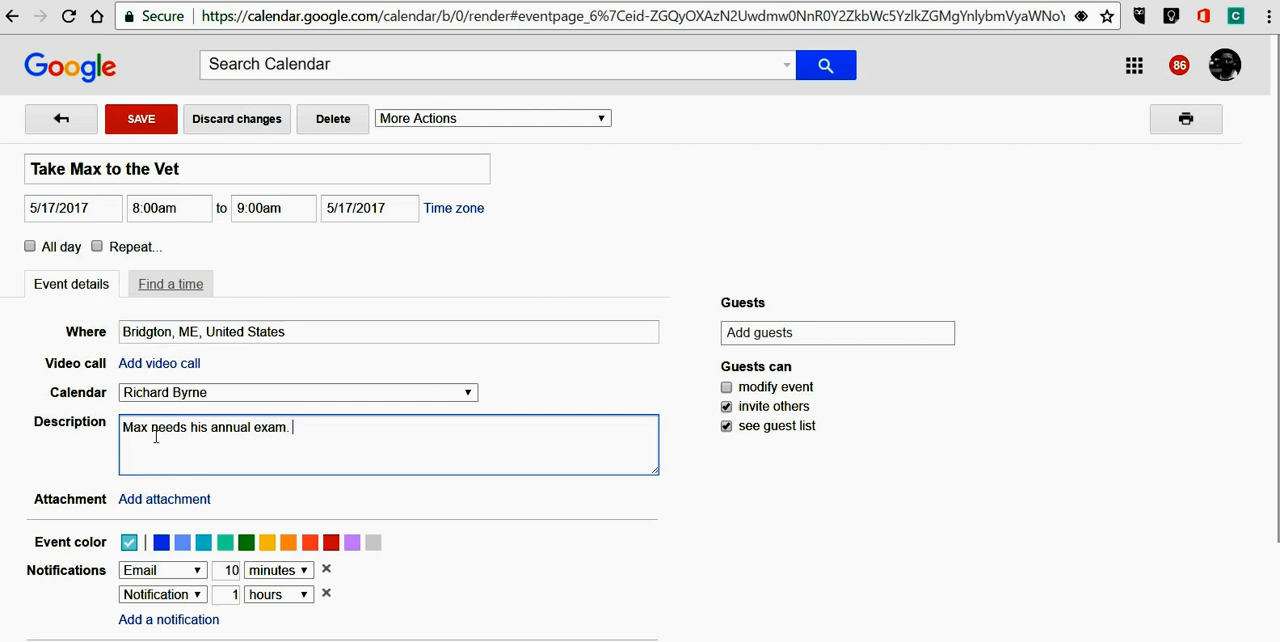 Secure https://calendar.google.com/calendar/b/0/render#eventpage_6%7Ceid-ZGQyOXAzN2Uwdmw0NnR0Y2ZkbWc5YzlkZGMgYnlybmVyaWNoY
Google Search Calendar 86
SAVE Discard changes Delete More Actions
Take Max to the Vet
5/17/2017 8:00am to 9:00am 5/17/2017 Time zone
All day Repeat...
Event details Find a time
Guests
Where Bridgton, ME, United States Add guests
Video call Add video call
Guests can
modify event
Calendar Richard Byrne
invite others
Description Max needs his annual exam. see guest list
Attachment Add attachment
Event color
Notifications Email 10 minutes
Notification 1 hours
Add a notification